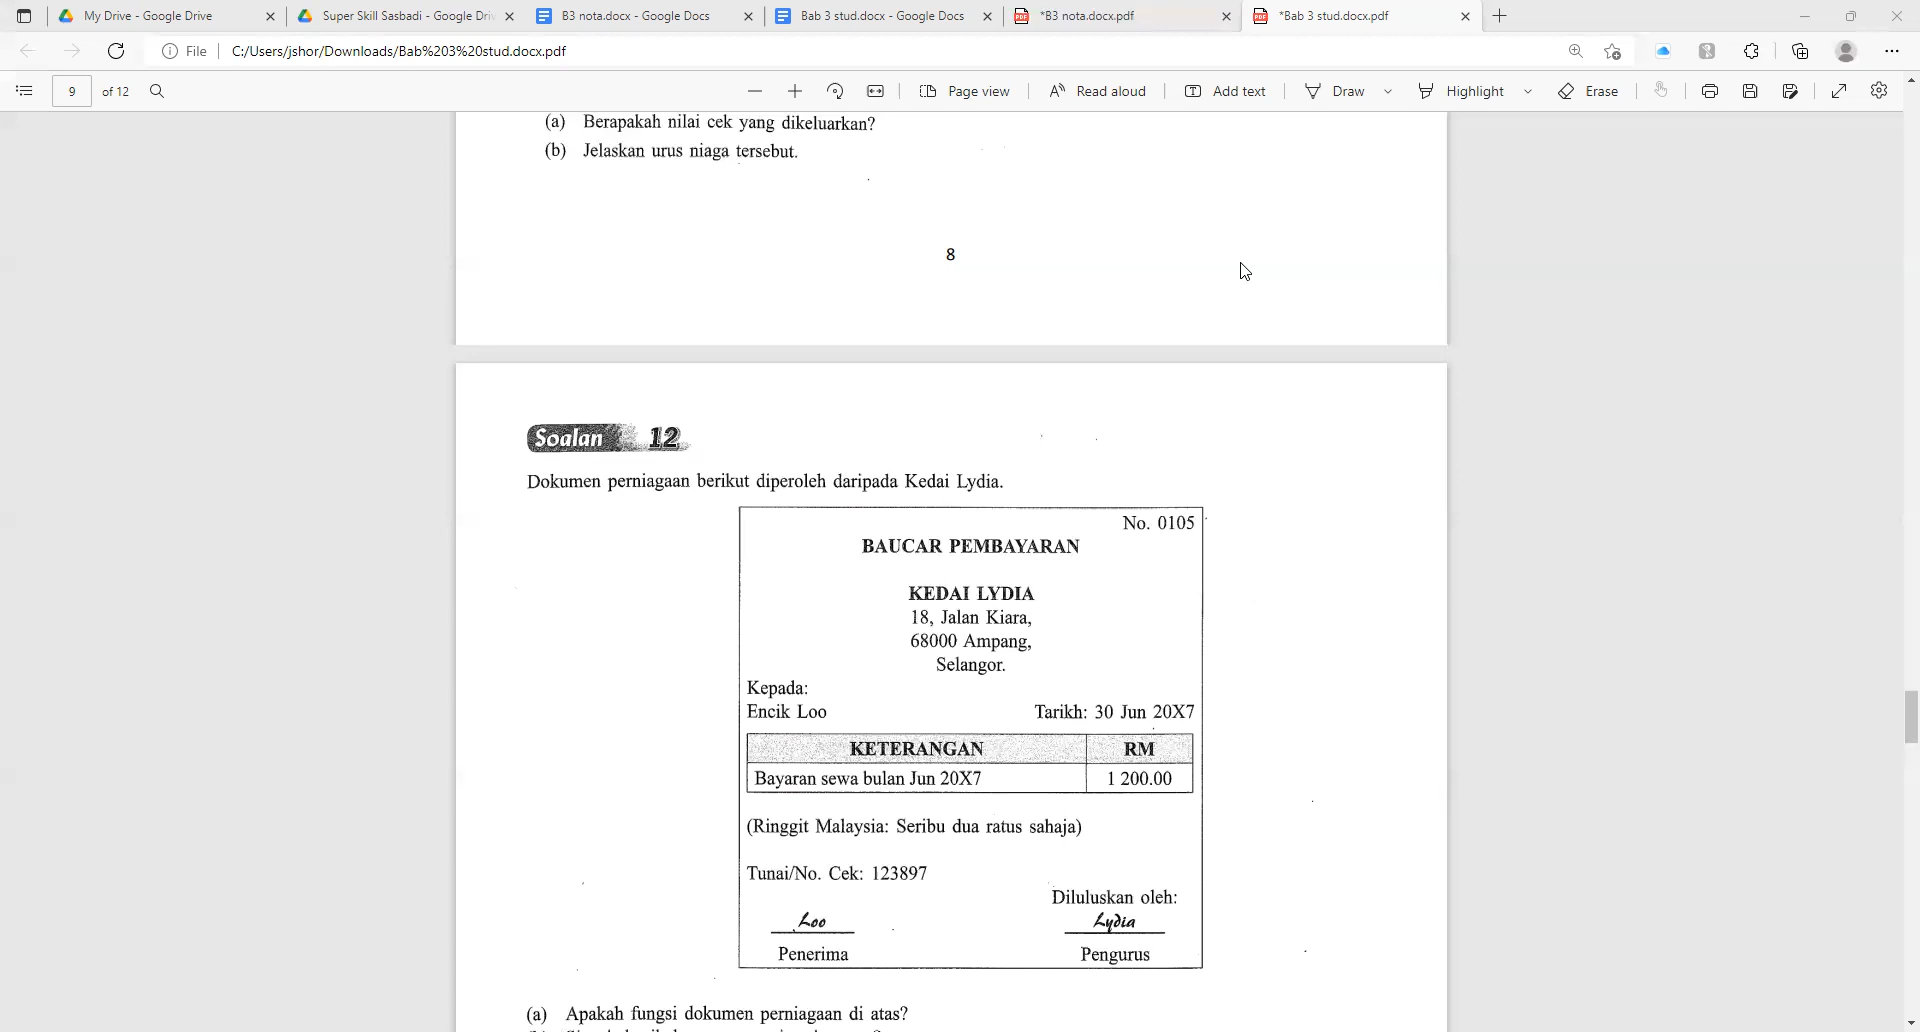 My Drive - Google Drive
Super Skill Sasbadi - Google Driv
B3 nota.docx - Google Docs
Bab 3 stud.docx - Google Docs
*B3 nota.docx.pdf
*Bab 3 stud.docx.pdf
File
C:/Users/jshor/Downloads/Bab%203%20stud.docx.pdf
9 of 12
Page view
Read aloud
Add text
Draw
Highlight
Erase
(a) Berapakah nilai cek yang dikeluarkan?
(b) Jelaskan urus niaga tersebut.
8
Soalan 12
Dokumen perniagaan berikut diperoleh daripada Kedai Lydia.
No. 0105
BAUCAR PEMBAYARAN
KEDAI LYDIA
18, Jalan Kiara,
68000 Ampang,
Selangor.
Kepada:
Encik Loo Tarikh: 30 Jun 20X7
KETERANGAN RM
Bayaran sewa bulan Jun 20X7 1 200.00
(Ringgit Malaysia: Seribu dua ratus sahaja)
Tunai/No. Cek: 123897
Diluluskan oleh:
Loo Lydia
Penerima Pengurus
(a) Apakah fungsi dokumen perniagaan di atas?